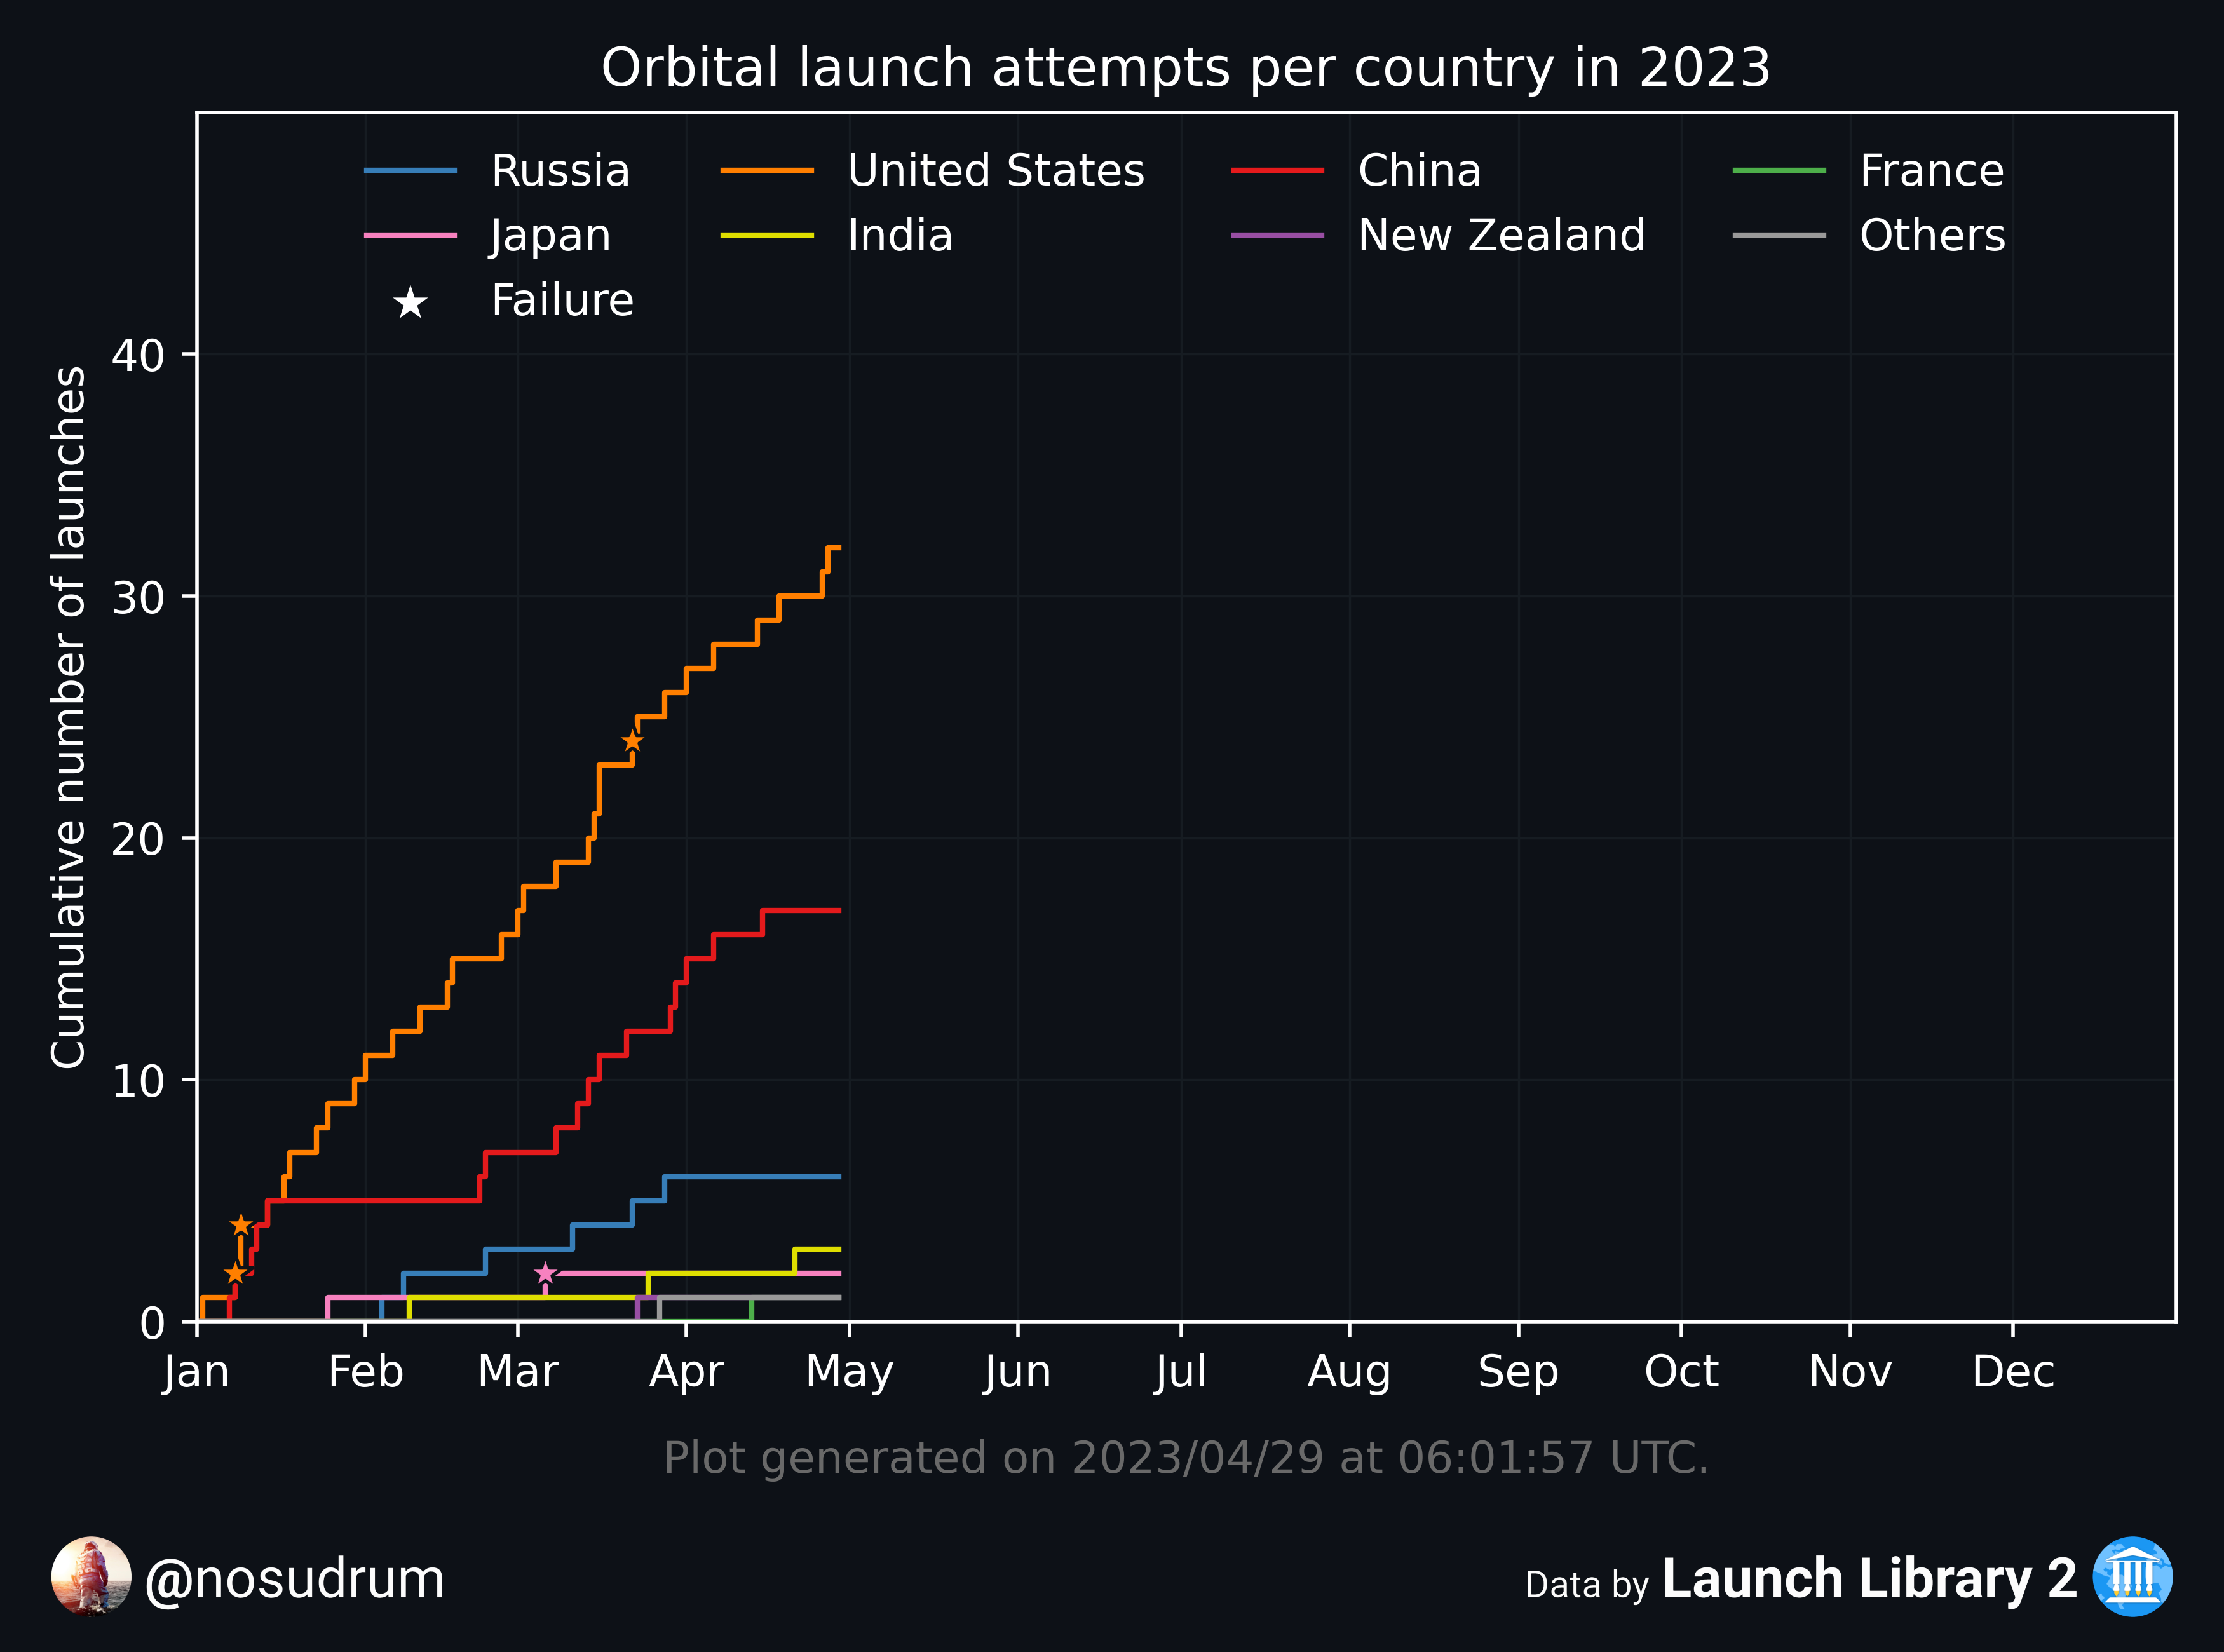 Orbital launch attempts per country in 2023
Russia United States China France
Japan India New Zealand Others
Failure
Cumulative number of launches
40
30
20
10
0
Jan Feb Mar Apr May Jun Jul Aug Sep Oct Nov Dec
Plot generated on 2023/04/29 at 06:01:57 UTC.
@nosudrum
Data by Launch Library 2